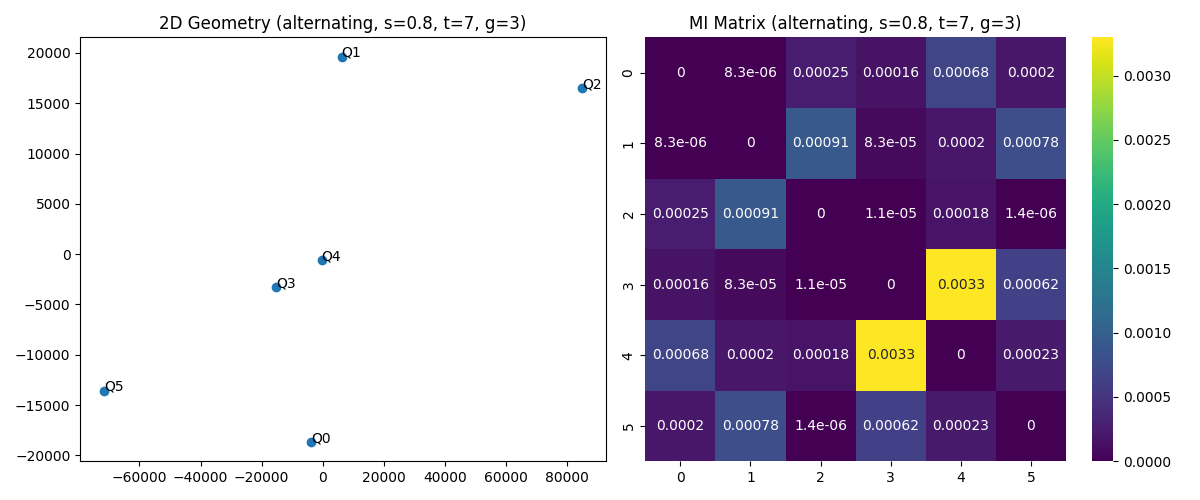 2D Geometry (alternating, s=0.8, t=7, g=3)
20000
15000
10000
5000
0
−5000
−10000
−15000
−20000
−60000 −40000 −20000 0 20000 40000 60000 80000
Q1
Q2
Q4
Q3
Q5
Q0
MI Matrix (alternating, s=0.8, t=7, g=3)
0 0 8.3e-06 0.00025 0.00016 0.00068 0.0002
1 8.3e-06 0 0.00091 8.3e-05 0.0002 0.00078
2 0.00025 0.00091 0 1.1e-05 0.00018 1.4e-06
3 0.00016 8.3e-05 1.1e-05 0 0.0033 0.00062
4 0.00068 0.0002 0.00018 0.0033 0 0.00023
5 0.0002 0.00078 1.4e-06 0.00062 0.00023 0
0 1 2 3 4 5
0.0030
0.0025
0.0020
0.0015
0.0010
0.0005
0.0000